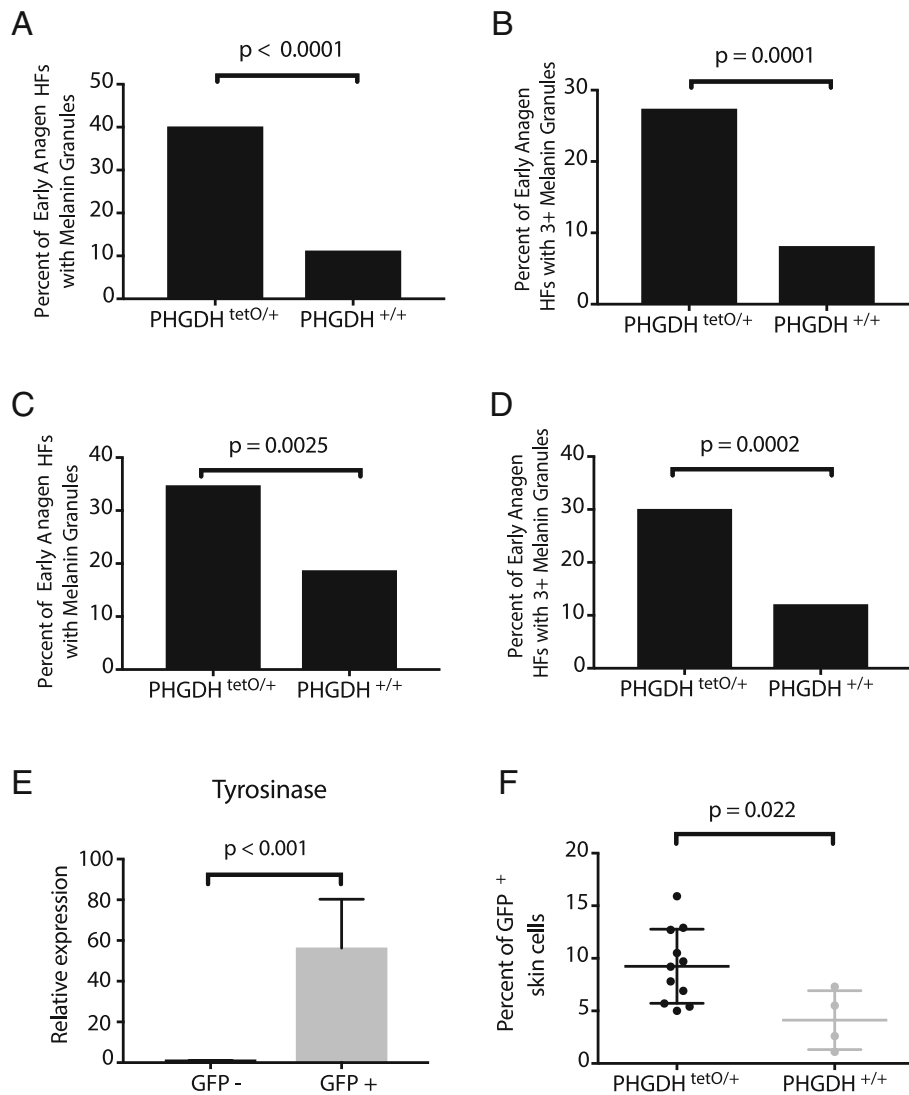 A
p < 0.0001
Percent of Early Anagen HFs
with Melanin Granules
50
40
30
20
10
0
PHGDH tetO/+
PHGDH +/+
B
p = 0.0001
Percent of Early Anagen
HFs with 3+ Melanin Granules
30
20
10
0
PHGDH tetO/+
PHGDH +/+
C
p = 0.0025
Percent of Early Anagen HFs
with Melanin Granules
40
30
20
10
0
PHGDH tetO/+
PHGDH +/+
D
p = 0.0002
Percent of Early Anagen
HFs with 3+ Melanin Granules
40
30
20
10
0
PHGDH tetO/+
PHGDH +/+
E
Tyrosinase
p < 0.001
Relative expression
100
80
60
40
20
0
GFP -
GFP +
F
p = 0.022
Percent of GFP +
skin cells
20
15
10
5
0
PHGDH tetO/+
PHGDH +/+